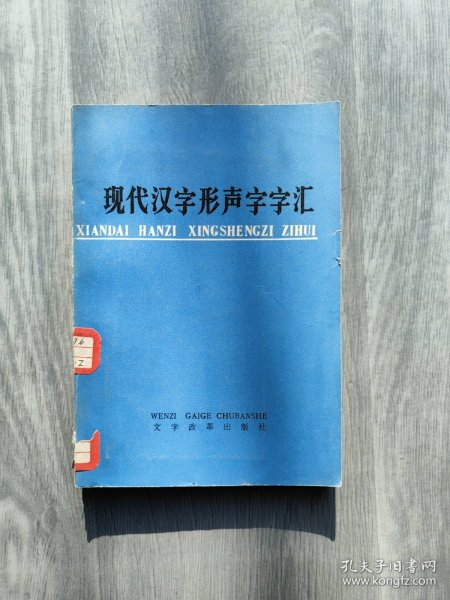 现代汉字形声字字汇
XIANDAI HANZI XINGSHENGZI ZIHUI
WENZI GAIGE CHUBANSHE
文字改革出版社
孔夫子旧书网
www.kongfz.com